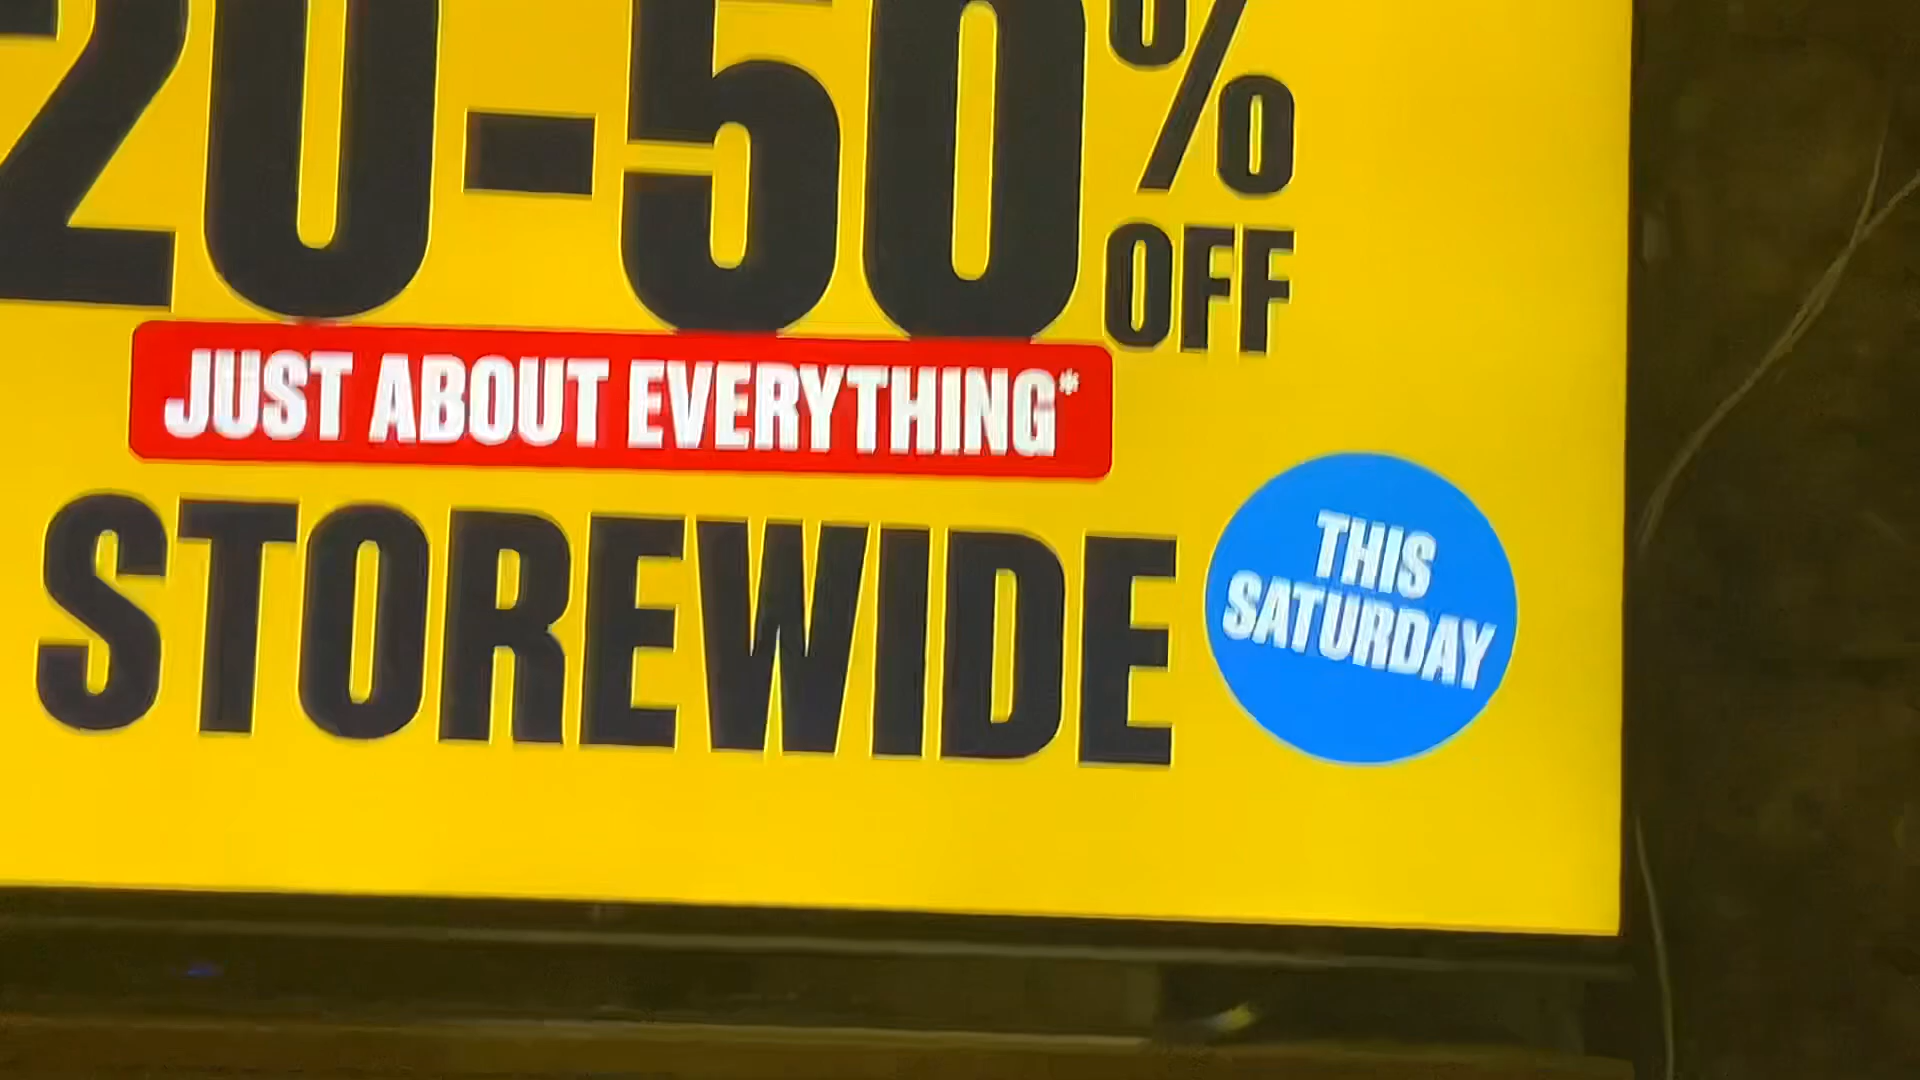 20-50% OFF
JUST ABOUT EVERYTHING*
STOREWIDE
THIS
SATURDAY